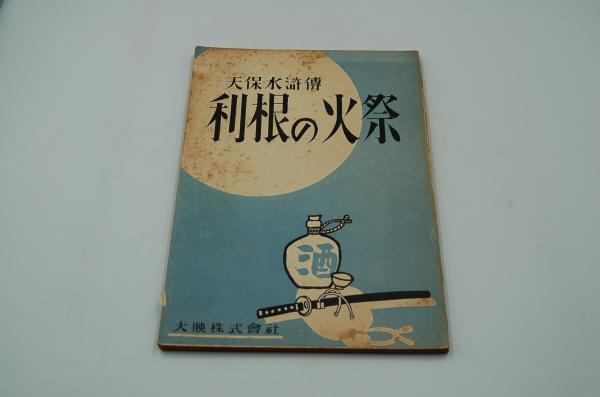 天保水滸傳
利根の火祭
酒
大映株式會社